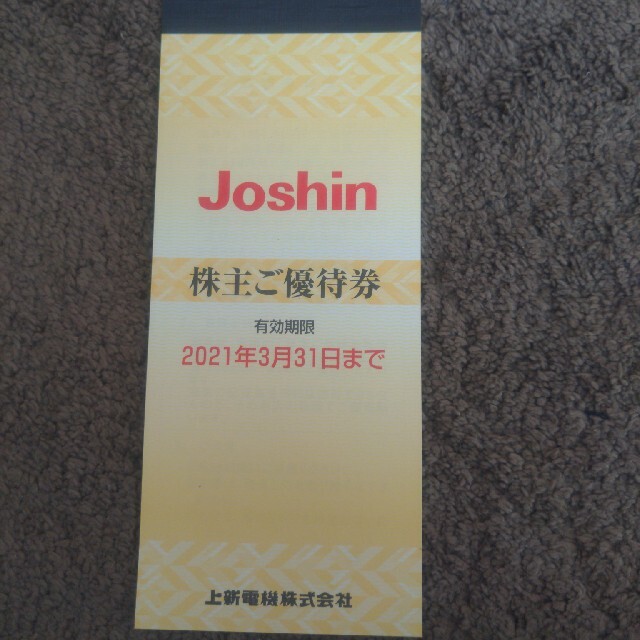 Joshin
株主ご優待券
有効期限
2021年3月31日まで
上新電機株式会社